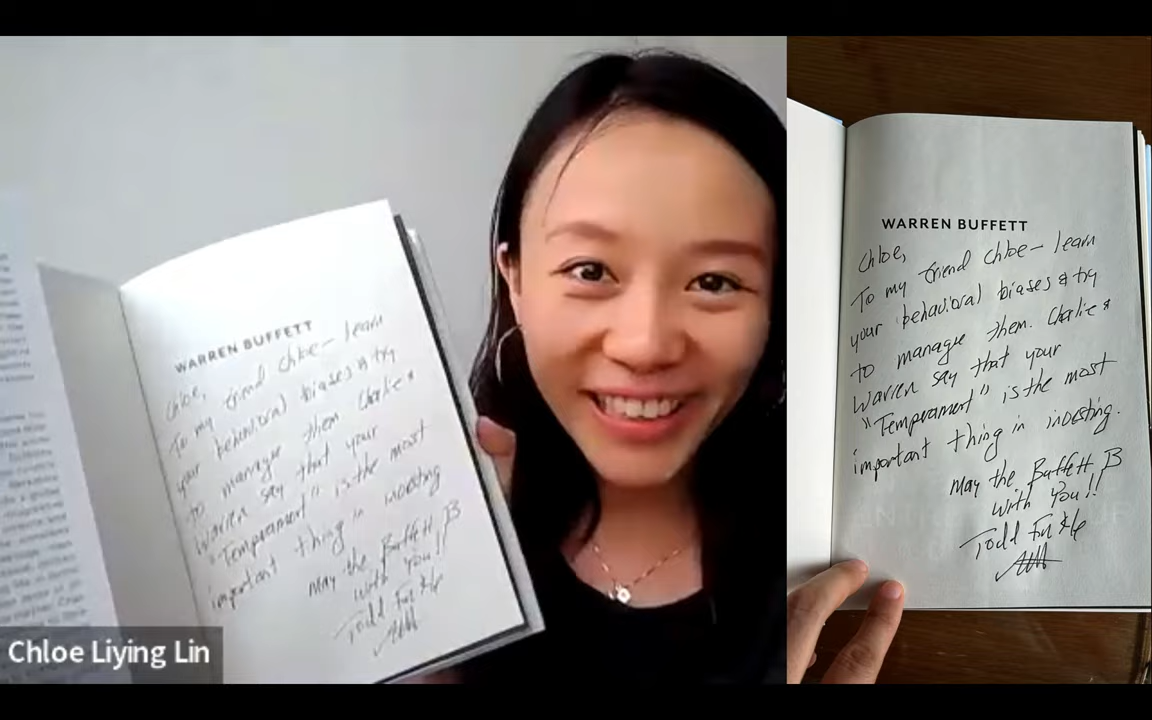 WARREN BUFFETT
Chloe,
To my friend Chloe - learn
your behavioral biases & try
to manage them. Charlie &
Warren say that your
"Temperament" is the most
important thing in investing
May the Buffett B
with You!!
Todd Finkle
Chloe Liying Lin
WARREN BUFFETT
Chloe,
To my friend Chloe - learn
your behavioral biases & try
to manage them. Charlie &
Warren say that your
"Temperament" is the most
important thing in investing.
May the Buffett B
with You!!
Todd Finkle